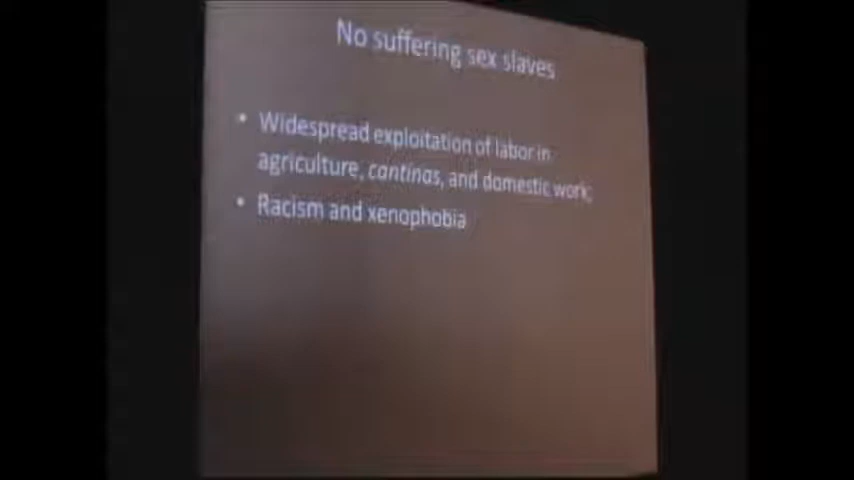 No suffering sex slaves
• Widespread exploitation of labor in
agriculture, cantinas, and domestic work;
• Racism and xenophobia